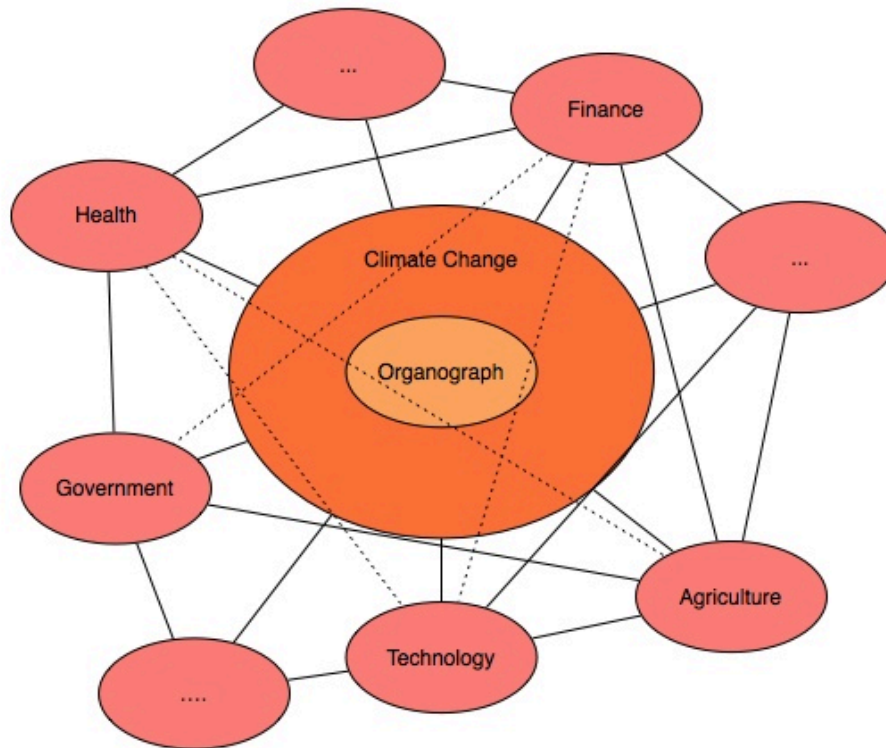 ...
Finance
Health
...
Climate Change
Organograph
Government
Agriculture
Technology
....